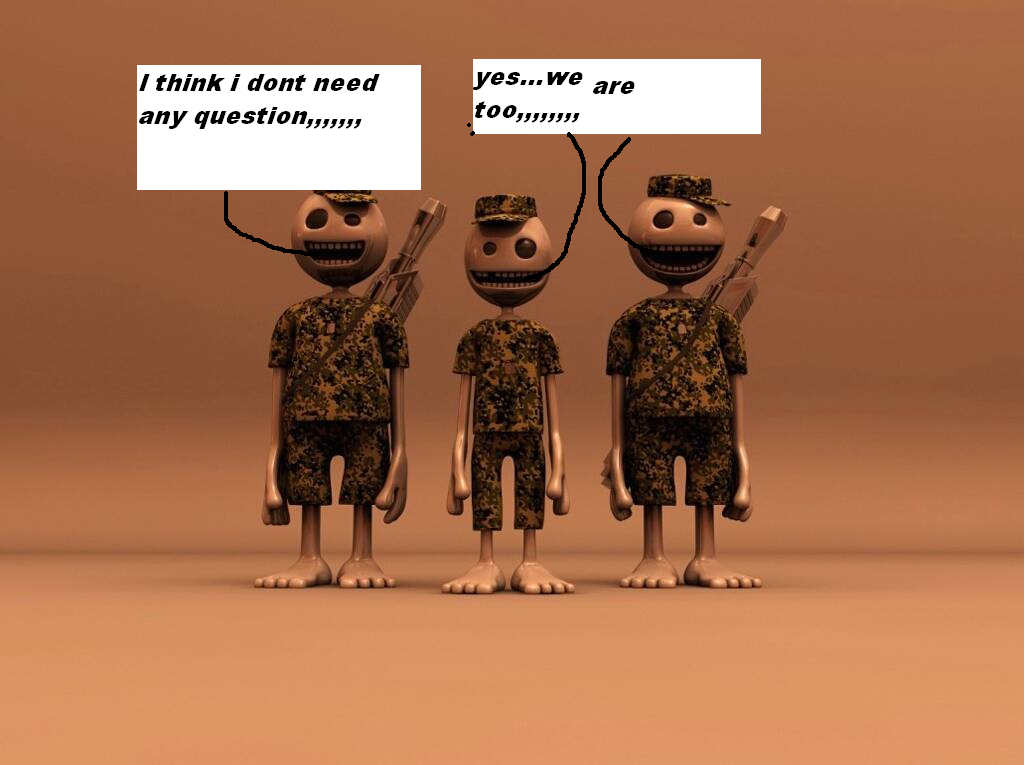 I think i dont need
any question,,,,,,,
yes...we are
too,,,,,,,,